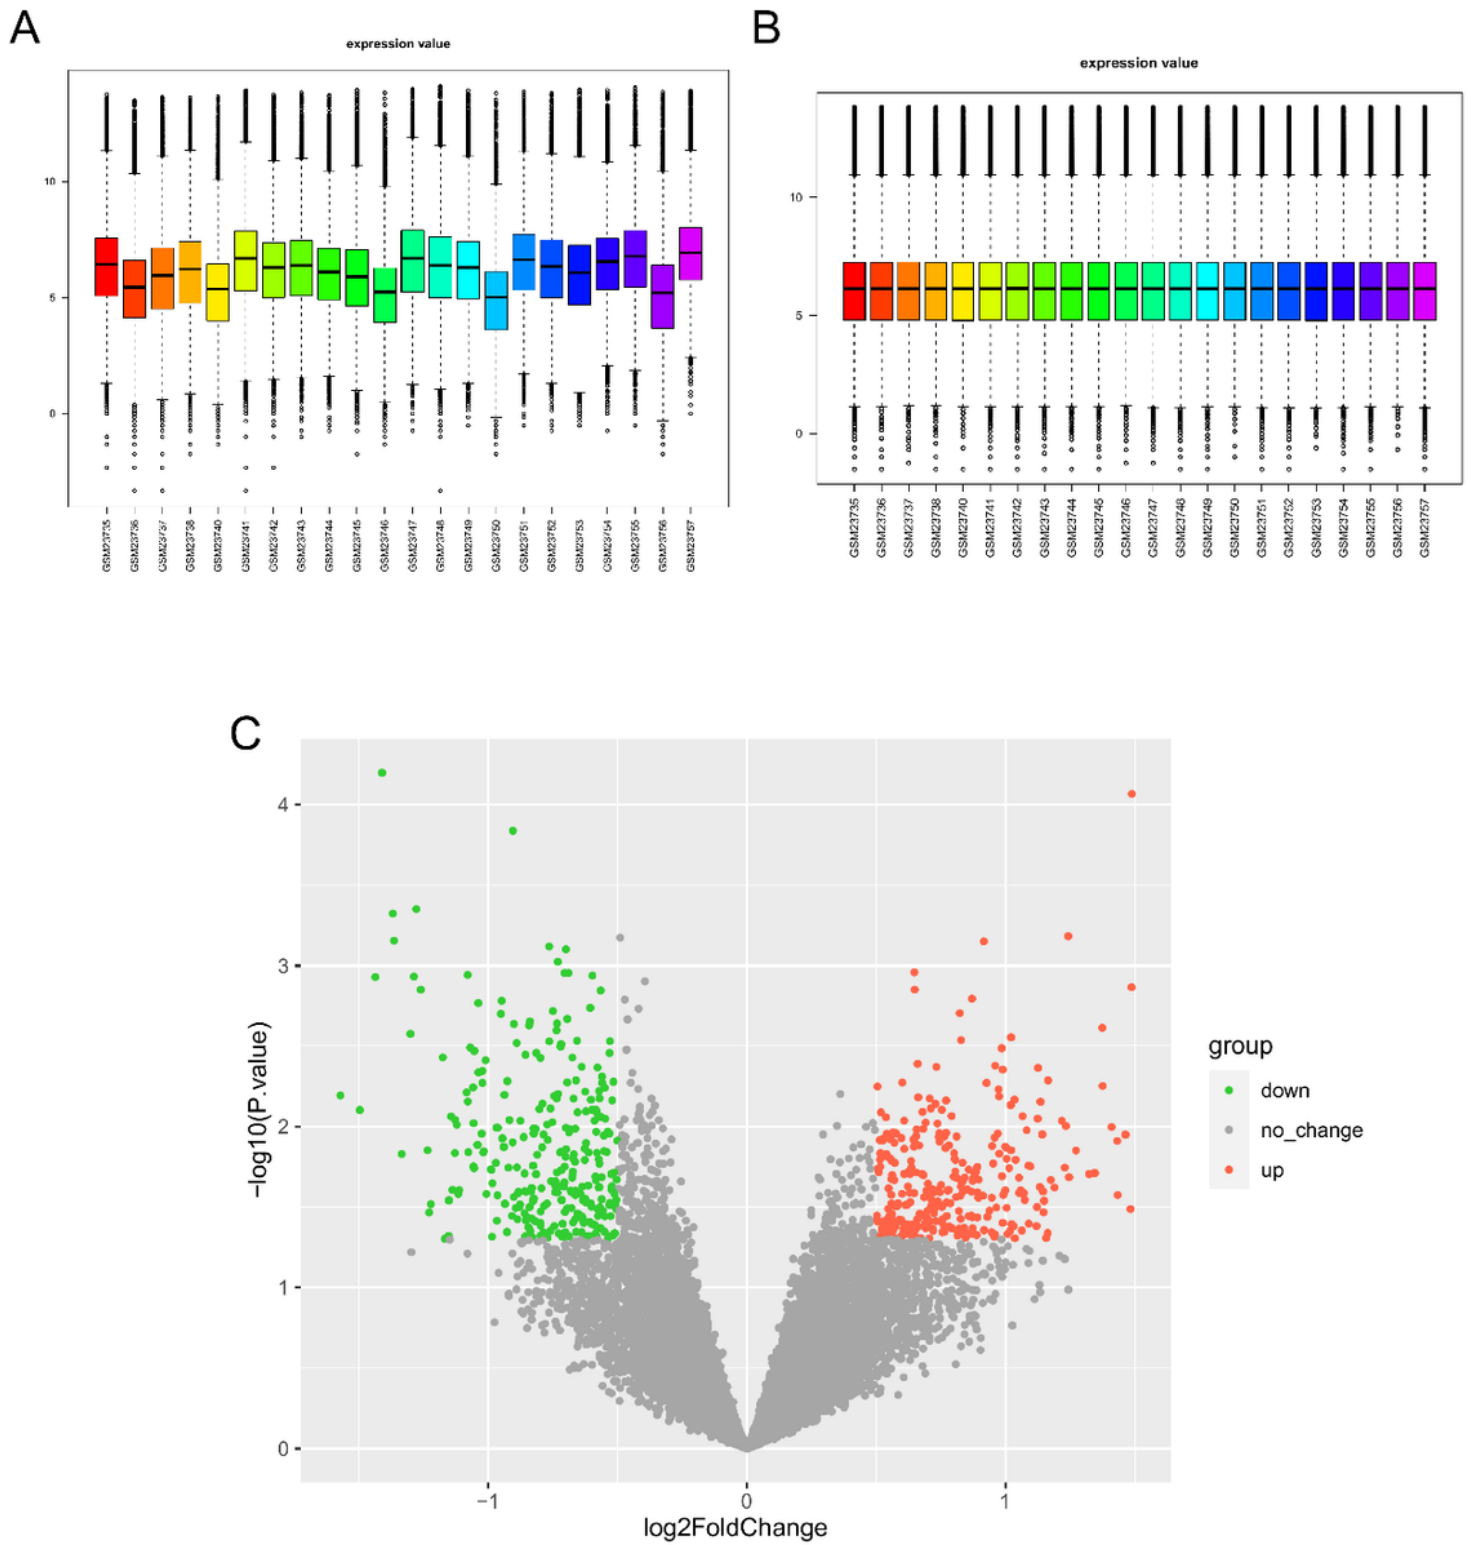 A
expression value
10
5
0
GSM23735
GSM23736
GSM23737
GSM23738
GSM23740
GSM23741
GSM23742
GSM23743
GSM23744
GSM23745
GSM23746
GSM23747
GSM23748
GSM23749
GSM23750
GSM23751
GSM23752
GSM23753
GSM23754
GSM23755
GSM23756
GSM23757
B
expression value
10
5
0
GSM23735
GSM23736
GSM23737
GSM23738
GSM23740
GSM23741
GSM23742
GSM23743
GSM23744
GSM23745
GSM23746
GSM23747
GSM23748
GSM23749
GSM23750
GSM23751
GSM23752
GSM23753
GSM23754
GSM23755
GSM23756
GSM23757
C
−log10(P.value)
4
3
2
1
0
−1
0
1
log2FoldChange
group
down
no_change
up